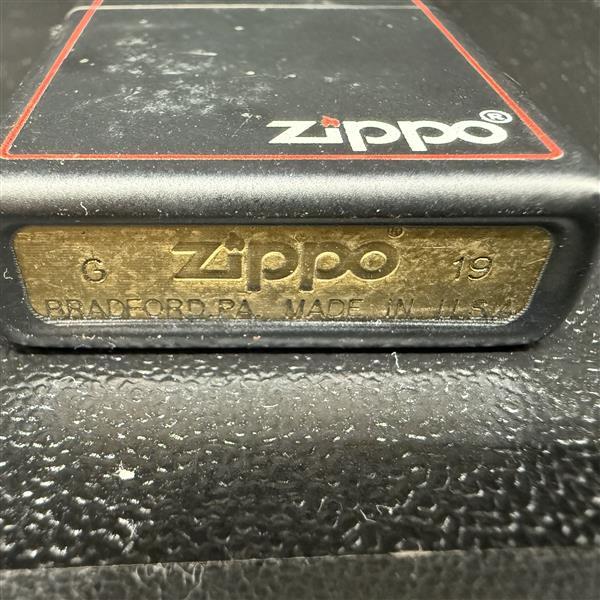 zippo®
G zippo® 19
BRADFORD, PA. MADE IN U.S.A.